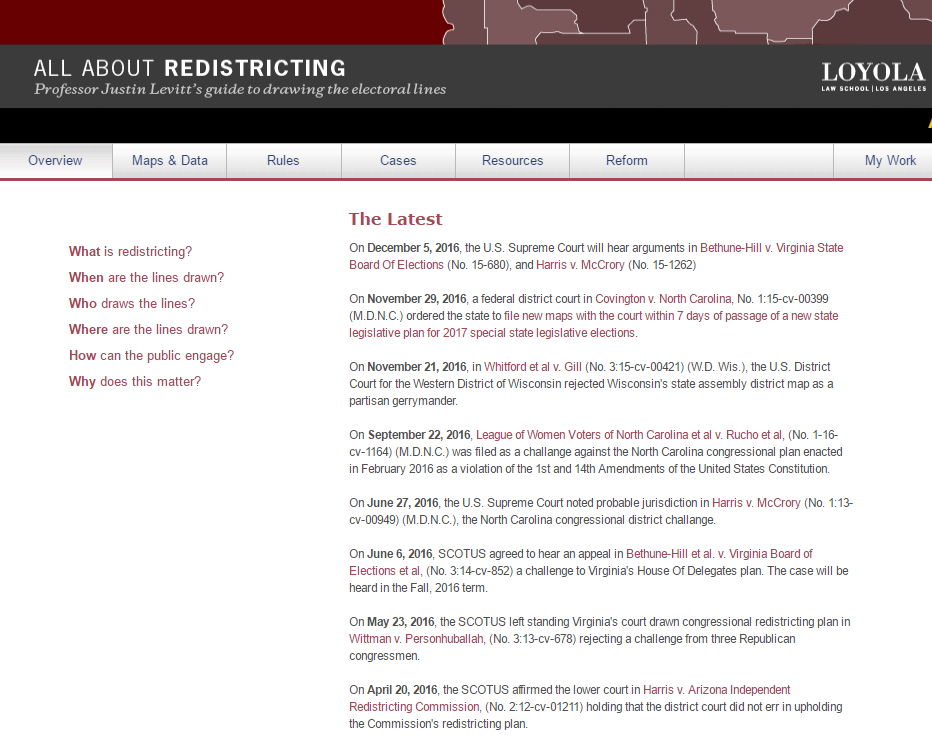 ALL ABOUT REDISTRICTING
Professor Justin Levitt's guide to drawing the electoral lines
LOYOLA
LAW SCHOOL | LOS ANGELES
Overview
Maps & Data
Rules
Cases
Resources
Reform
My Work
What is redistricting?
When are the lines drawn?
Who draws the lines?
Where are the lines drawn?
How can the public engage?
Why does this matter?
The Latest
On December 5, 2016, the U.S. Supreme Court will hear arguments in Bethune-Hill v. Virginia State
Board Of Elections (No. 15-680), and Harris v. McCrory (No. 15-1262)
On November 29, 2016, a federal district court in Covington v. North Carolina, No. 1:15-cv-00399
(M.D.N.C.) ordered the state to file new maps with the court within 7 days of passage of a new state
legislative plan for 2017 special state legislative elections.
On November 21, 2016, in Whitford et al v. Gill (No. 3:15-cv-00421) (W.D. Wis.), the U.S. District
Court for the Western District of Wisconsin rejected Wisconsin's state assembly district map as a
partisan gerrymander.
On September 22, 2016, League of Women Voters of North Carolina et al v. Rucho et al, (No. 1-16-
cv-1164) (M.D.N.C.) was filed as a challange against the North Carolina congressional plan enacted
in February 2016 as a violation of the 1st and 14th Amendments of the United States Constitution.
On June 27, 2016, the U.S. Supreme Court noted probable jurisdiction in Harris v. McCrory (No. 1:13-
cv-00949) (M.D.N.C.), the North Carolina congressional district challange.
On June 6, 2016, SCOTUS agreed to hear an appeal in Bethune-Hill et al. v. Virginia Board of
Elections et al, (No. 3:14-cv-852) a challenge to Virginia's House Of Delegates plan. The case will be
heard in the Fall, 2016 term.
On May 23, 2016, the SCOTUS left standing Virginia's court drawn congressional redistricting plan in
Wittman v. Personhuballah, (No. 3:13-cv-678) rejecting a challenge from three Republican
congressmen.
On April 20, 2016, the SCOTUS affirmed the lower court in Harris v. Arizona Independent
Redistricting Commission, (No. 2:12-cv-01211) holding that the district court did not err in upholding
the Commission's redistricting plan.